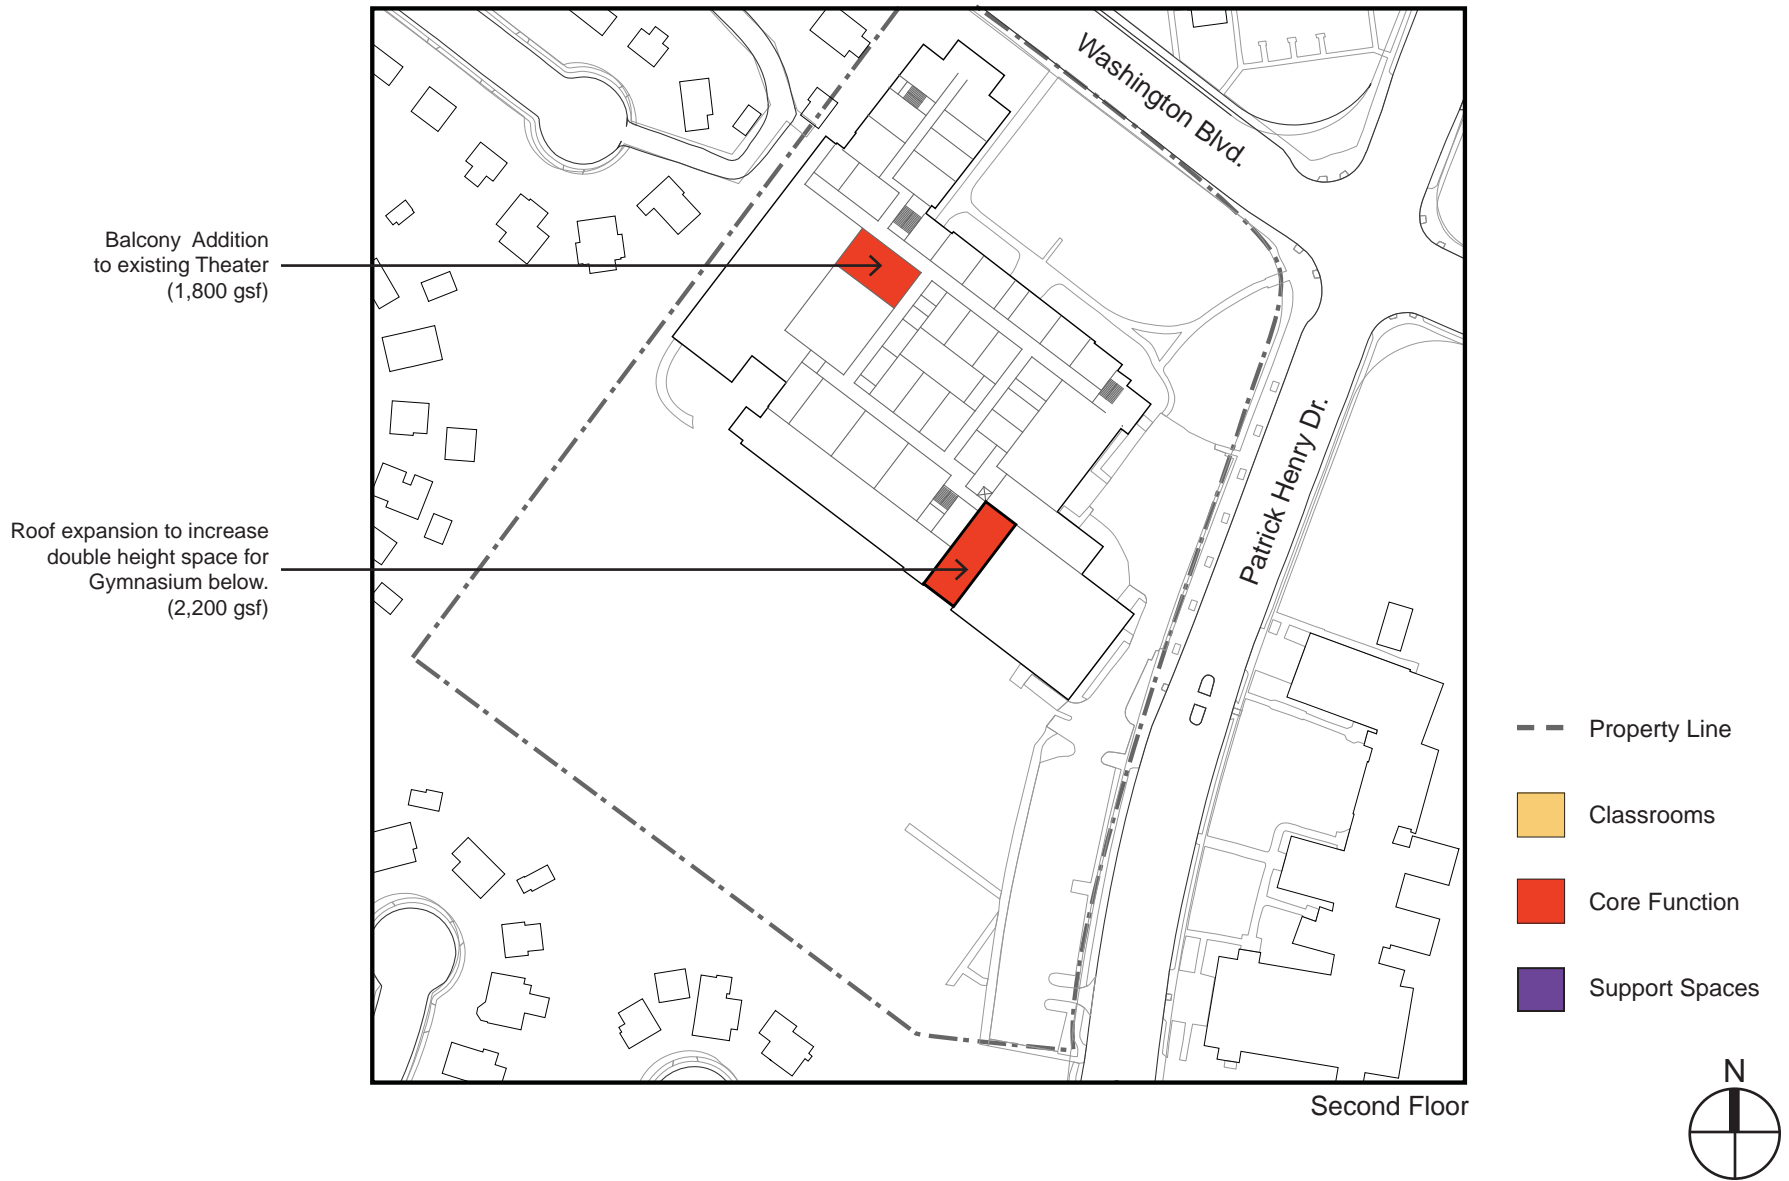 Washington Blvd.
Balcony Addition
to existing Theater
(1,800 gsf)
Patrick Henry Dr.
Roof expansion to increase
double height space for
Gymnasium below.
(2,200 gsf)
Property Line
Classrooms
Core Function
Support Spaces
N
Second Floor